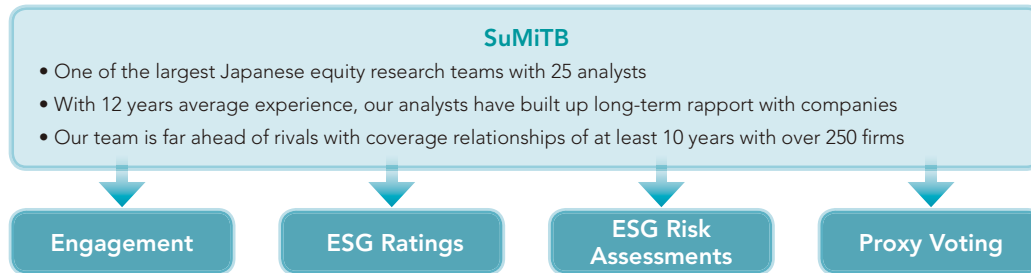 SuMiTB
• One of the largest Japanese equity research teams with 25 analysts
• With 12 years average experience, our analysts have built up long-term rapport with companies
• Our team is far ahead of rivals with coverage relationships of at least 10 years with over 250 firms
Engagement
ESG Ratings
ESG Risk
Assessments
Proxy Voting